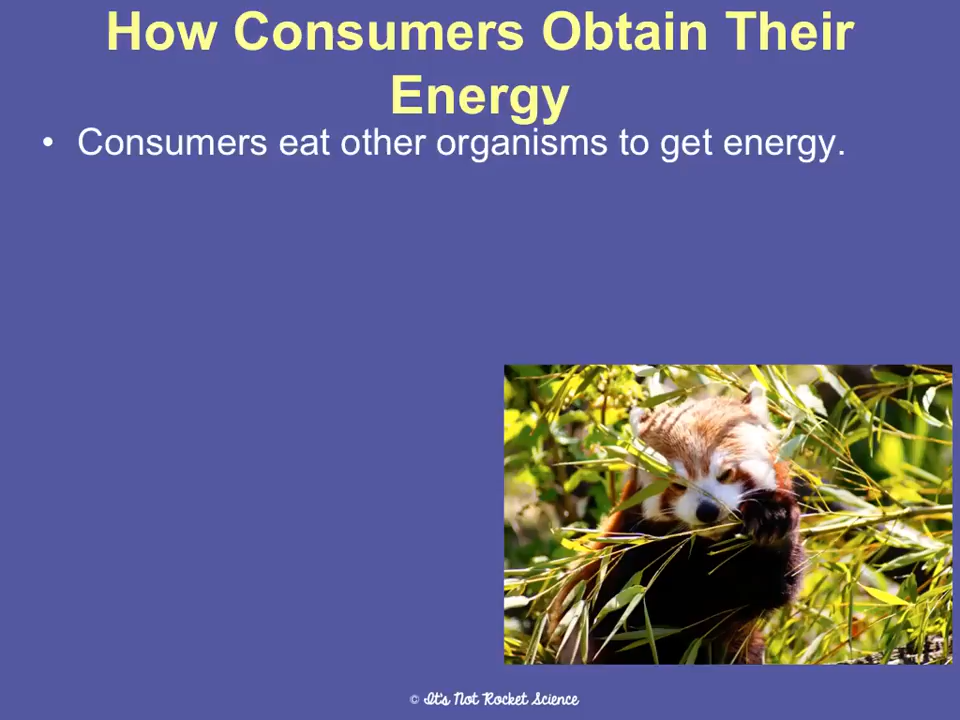 How Consumers Obtain Their
Energy
• Consumers eat other organisms to get energy.
© It's Not Rocket Science